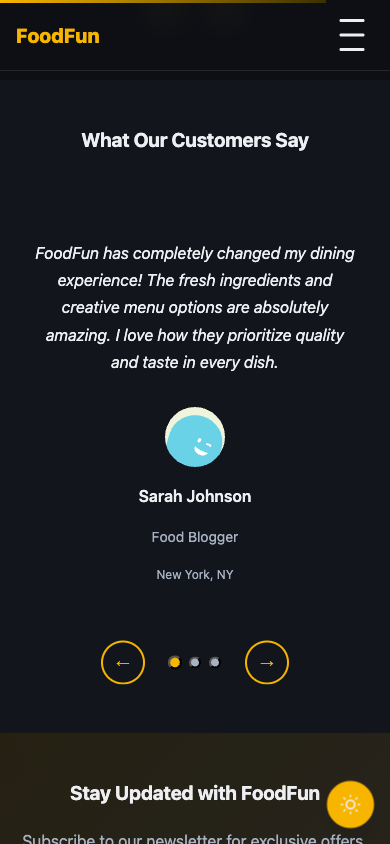 FoodFun
What Our Customers Say
FoodFun has completely changed my dining
experience! The fresh ingredients and
creative menu options are absolutely
amazing. I love how they prioritize quality
and taste in every dish.
Sarah Johnson
Food Blogger
New York, NY
← →
Stay Updated with FoodFun
Subscribe to our newsletter for exclusive offers,